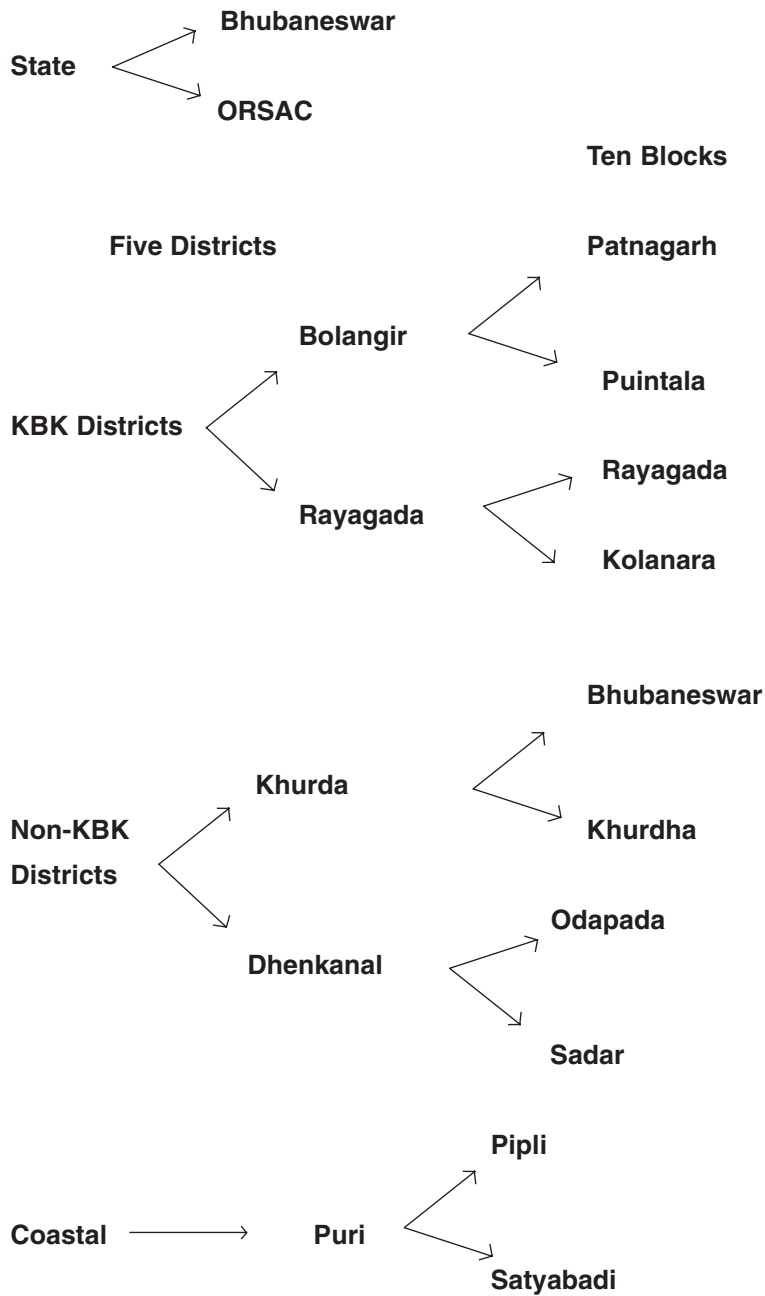 Bhubaneswar
State
ORSAC
Ten Blocks
Five Districts
Patnagarh
Bolangir
Puintala
KBK Districts
Rayagada
Rayagada
Kolanara
Bhubaneswar
Khurda
Non-KBK
Districts
Khurdha
Odapada
Dhenkanal
Sadar
Pipli
Coastal
Puri
Satyabadi